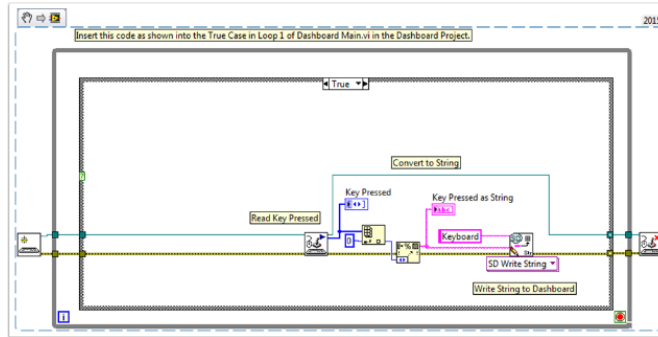 2015
Insert this code as shown into the True Case in Loop 1 of Dashboard Main.vi in the Dashboard Project.
True
Convert to String
Key Pressed
Key Pressed as String
abc
Read Key Pressed
Keyboard
0
SD Write String
Write String to Dashboard
i